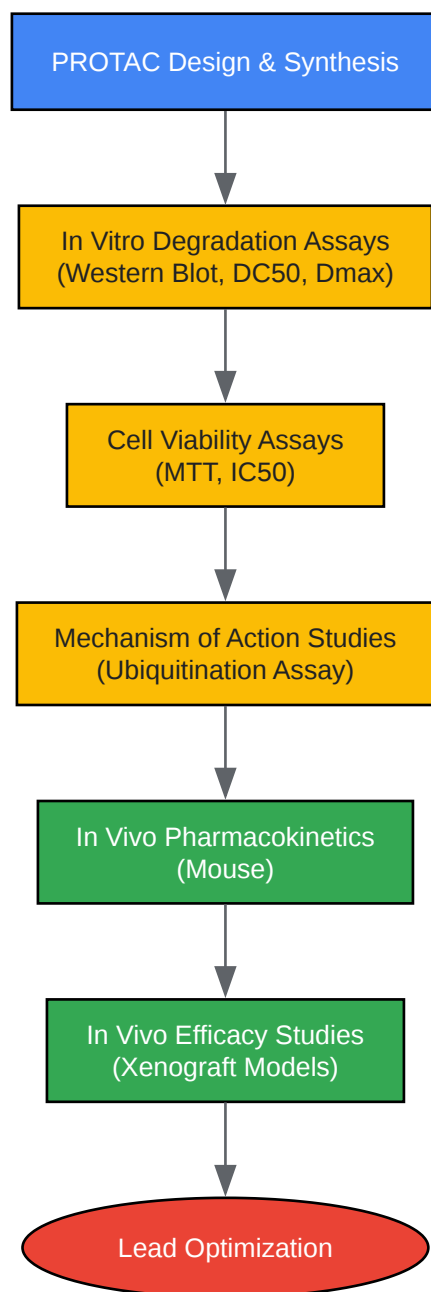 PROTAC Design & Synthesis
In Vitro Degradation Assays
(Western Blot, DC50, Dmax)
Cell Viability Assays
(MTT, IC50)
Mechanism of Action Studies
(Ubiquitination Assay)
In Vivo Pharmacokinetics
(Mouse)
In Vivo Efficacy Studies
(Xenograft Models)
Lead Optimization